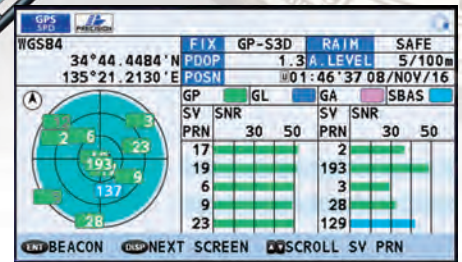 GPS
SPD
PRECISION
WGS84
34°44.4484'N
135°21.2130'E
FIX GP-S3D RAIM SAFE
PDOP 1.3 A.LEVEL 5/100m
POSN 01:46'37 08/NOV/16
GP GL GA SBAS
SV SNR SV SNR
PRN 30 50 PRN 30 50
17 2
19 193
6 3
9 28
23 129
3
2 6
23
193
9
137
28
ENT BEACON DISP NEXT SCREEN SCROLL SV PRN